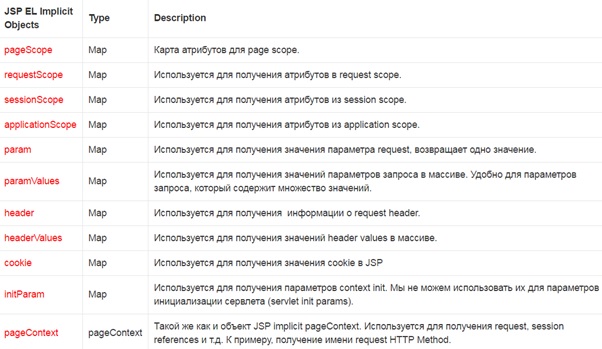 JSP EL Implicit Objects Type Description
pageScope Map Карта атрибутов для page scope.
requestScope Map Используется для получения атрибутов в request scope.
sessionScope Map Используется для получения атрибутов из session scope.
applicationScope Map Используется для получения атрибутов из application scope.
param Map Используется для получения значения параметра request, возвращает одно значение.
paramValues Map Используется для получения значений параметров запроса в массиве. Удобно для параметров
запроса, который содержит множество значений.
header Map Используется для получения информации о request header.
headerValues Map Используется для получения значений header values в массиве.
cookie Map Используется для получения значения cookie в JSP
initParam Map Используется для получения параметров context init. Мы не можем использовать их для параметров
инициализации сервлета (servlet init params).
pageContext pageContext Такой же как и объект JSP implicit pageContext. Используется для получения request, session
references и т.д. К примеру, получение имени request HTTP Method.